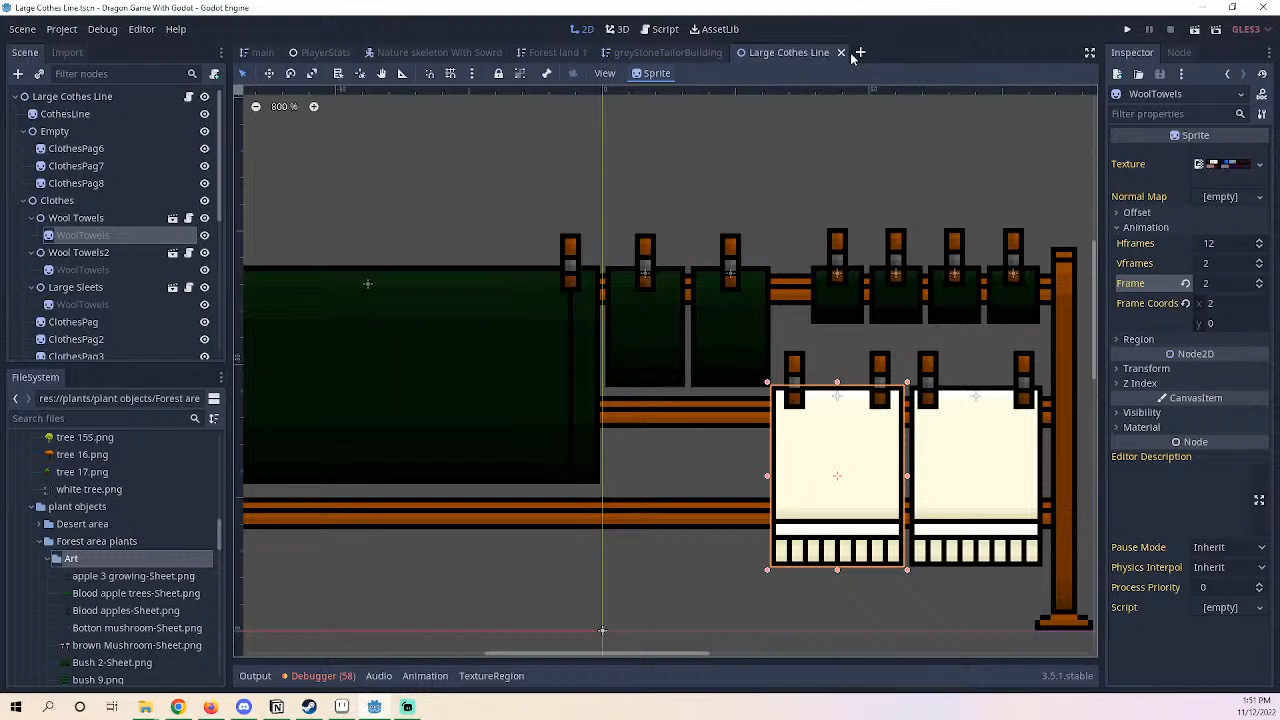 Large Clothes Line.tscn - Dragon Game With Godot - Godot Engine
Scene Project Debug Editor Help
2D 3D Script AssetLib
GLES3
Scene Import
main PlayerStats Nature skeleton With Sowrd Forest land 1 greyStoneTailorBuilding Large Cothes Line
Inspector Node
Filter nodes
View Sprite
WoolTowels
Filter properties
800 %
-50 0 50
Large Cothes Line
ClothesLine
Empty
ClothesPag6
ClothesPag7
ClothesPag8
Clothes
Wool Towels
WoolTowels
Wool Towels2
WoolTowels
Large Sleets
WoolTowels
ClothesPag
ClothesPag2
ClothesPag3
Sprite
Texture
Normal Map [empty]
Offset
Animation
Hframes 12
Vframes 2
Frame 2
Frame Coords x 2
y 0
Region
Node2D
Transform
Z Index
CanvasItem
Visibility
Material
Node
Editor Description
Pause Mode Inherit
Physics Interpol Inherit
Process Priority 0
Script [empty]
FileSystem
res://plants/plant objects/Forest are
Search files
tree 15S.png
tree 16.png
tree 17.png
white tree.png
plant objects
Desert area
Forest area plants
Art
apple 3 growing-Sheet.png
Blood apple trees-Sheet.png
Blood apples-Sheet.png
Botton mushroom-Sheet.png
brown Mushroom-Sheet.png
Bush 2-Sheet.png
bush 9.png
Output Debugger (58) Audio Animation TextureRegion
3.5.1.stable
1:51 PM
11/12/2022